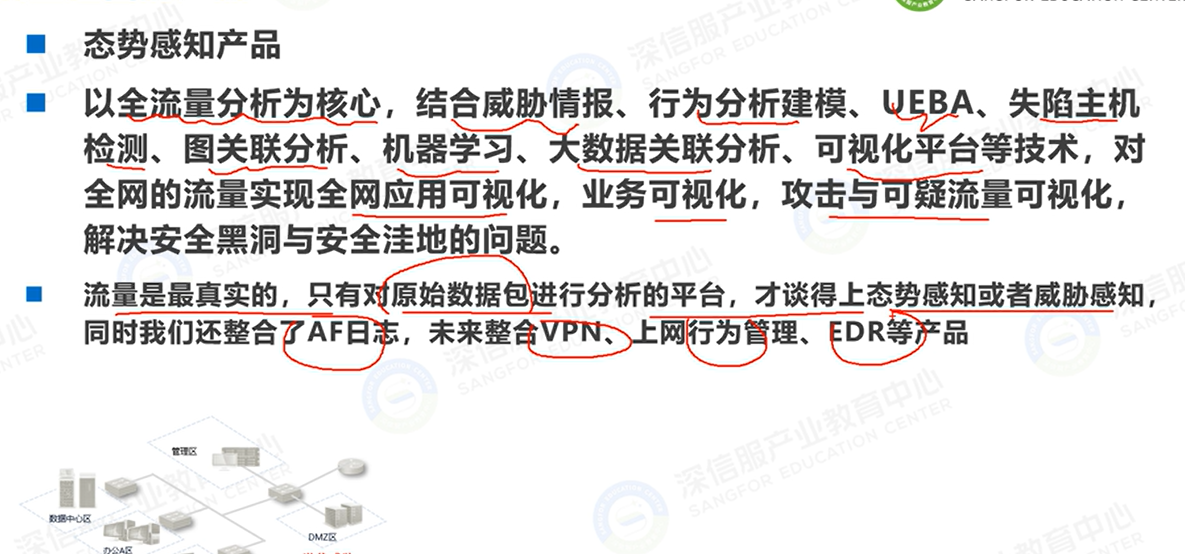 SANGFOR EDUCATION CENTER
态势感知产品
以全流量分析为核心，结合威胁情报、行为分析建模、UEBA、失陷主机
检测、图关联分析、机器学习、大数据关联分析、可视化平台等技术，对
全网的流量实现全网应用可视化，业务可视化，攻击与可疑流量可视化，
解决安全黑洞与安全洼地的问题。
流量是最真实的，只有对原始数据包进行分析的平台，才谈得上态势感知或者威胁感知，
同时我们还整合了AF日志，未来整合VPN、上网行为管理、EDR等产品
管理区
数据中心区
办公A区
DMZ区
深信服产业教育中心
SANGFOR EDUCATION CENTER